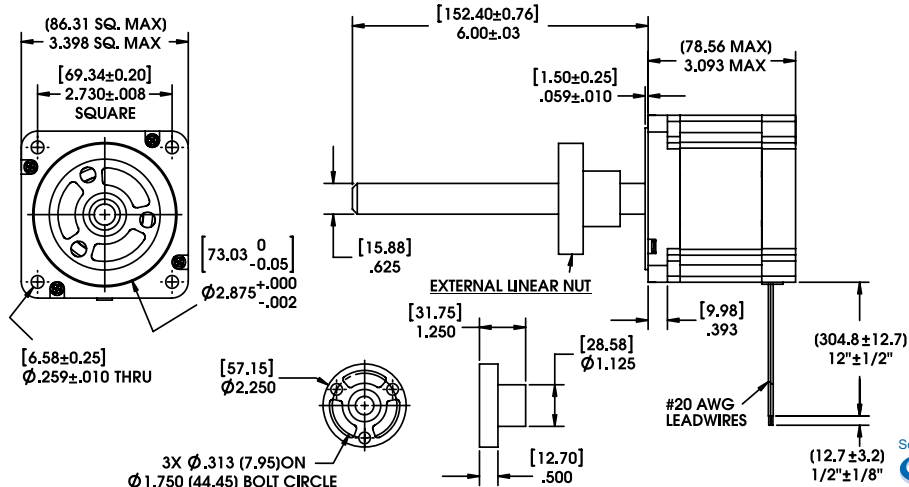 (86.31 SQ. MAX)
3.398 SQ. MAX
[69.34±0.20]
2.730±.008
SQUARE
[152.40±0.76]
6.00±.03
[1.50±0.25]
.059±.010
(78.56 MAX)
3.093 MAX
[73.03 0
-0.05]
Ø2.875 +.000
-.002
[6.58±0.25]
Ø.259±.010 THRU
[15.88]
.625
EXTERNAL LINEAR NUT
[9.98]
.393
(304.8±12.7)
12"±1/2"
#20 AWG
LEADWIRES
(12.7±3.2)
1/2"±1/8"
[57.15]
Ø2.250
3X Ø.313 (7.95)ON
Ø1.750 (44.45) BOLT CIRCLE
[31.75]
1.250
[28.58]
Ø1.125
[12.70]
.500